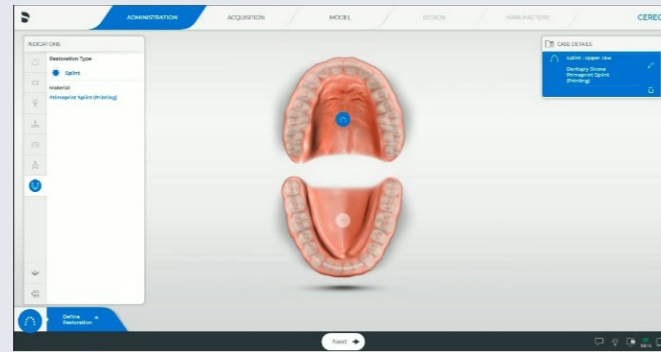 ADMINISTRATION
ACQUISITION
MODEL
DESIGN
MANUFACTURE
CEREC
INDICATIONS
Restoration Type
Splint
Material
Primeprint Splint (Printing)
CASE DETAILS
Splint - Upper Jaw
Dentsply Sirona
Primeprint Splint
(Printing)
Define
Restoration
Next